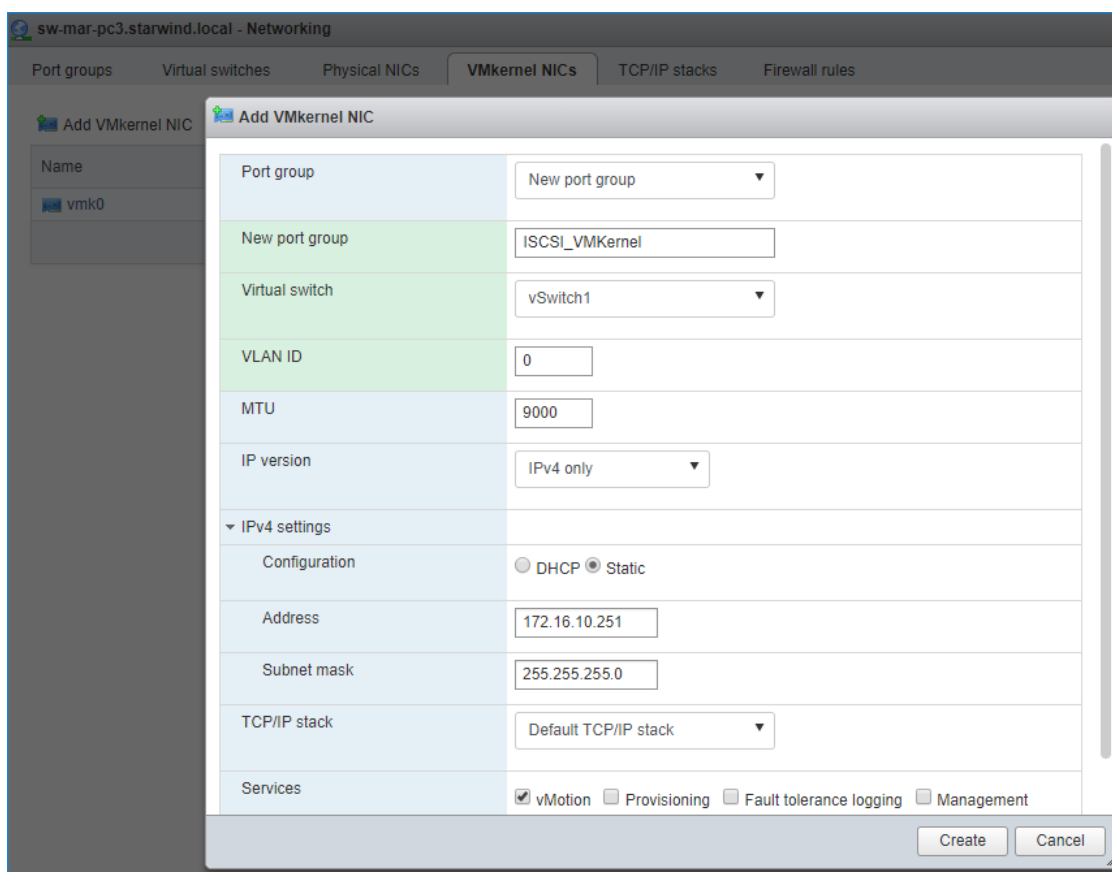 sw-mar-pc3.starwind.local - Networking
Port groups Virtual switches Physical NICs VMkernel NICs TCP/IP stacks Firewall rules
Add VMkernel NIC
Name
vmk0
Add VMkernel NIC
Port group New port group
New port group ISCSI_VMKernel
Virtual switch vSwitch1
VLAN ID 0
MTU 9000
IP version IPv4 only
IPv4 settings
Configuration DHCP Static
Address 172.16.10.251
Subnet mask 255.255.255.0
TCP/IP stack Default TCP/IP stack
Services vMotion Provisioning Fault tolerance logging Management
Create Cancel